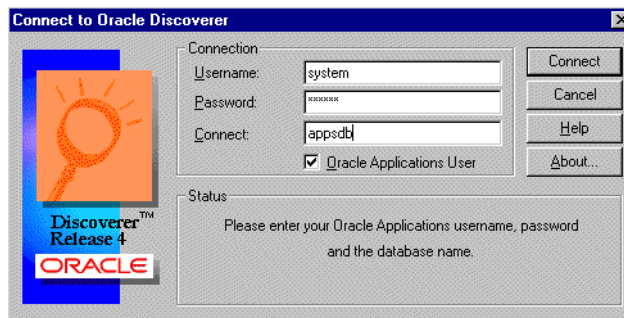 Connect to Oracle Discoverer
Connection
Username: system
Password: ××××××
Connect: appsdb
Oracle Applications User
Connect
Cancel
Help
About...
Discoverer™
Release 4
ORACLE
Status
Please enter your Oracle Applications username, password
and the database name.